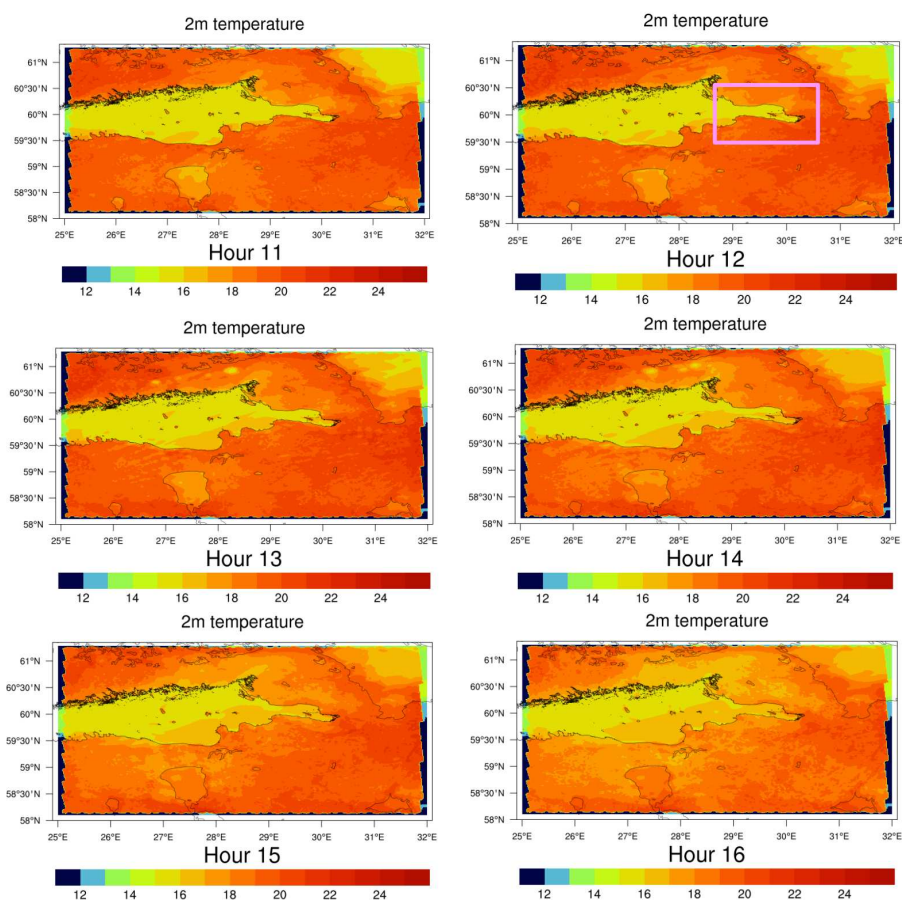 2m temperature
61°N
60°30'N
60°N
59°30'N
59°N
58°30'N
58°N
25°E 26°E 27°E 28°E 29°E 30°E 31°E 32°E
Hour 11
12 14 16 18 20 22 24
2m temperature
61°N
60°30'N
60°N
59°30'N
59°N
58°30'N
58°N
25°E 26°E 27°E 28°E 29°E 30°E 31°E 32°E
Hour 12
12 14 16 18 20 22 24
2m temperature
61°N
60°30'N
60°N
59°30'N
59°N
58°30'N
58°N
25°E 26°E 27°E 28°E 29°E 30°E 31°E 32°E
Hour 13
12 14 16 18 20 22 24
2m temperature
61°N
60°30'N
60°N
59°30'N
59°N
58°30'N
58°N
25°E 26°E 27°E 28°E 29°E 30°E 31°E 32°E
Hour 14
12 14 16 18 20 22 24
2m temperature
61°N
60°30'N
60°N
59°30'N
59°N
58°30'N
58°N
25°E 26°E 27°E 28°E 29°E 30°E 31°E 32°E
Hour 15
12 14 16 18 20 22 24
2m temperature
61°N
60°30'N
60°N
59°30'N
59°N
58°30'N
58°N
25°E 26°E 27°E 28°E 29°E 30°E 31°E 32°E
Hour 16
12 14 16 18 20 22 24